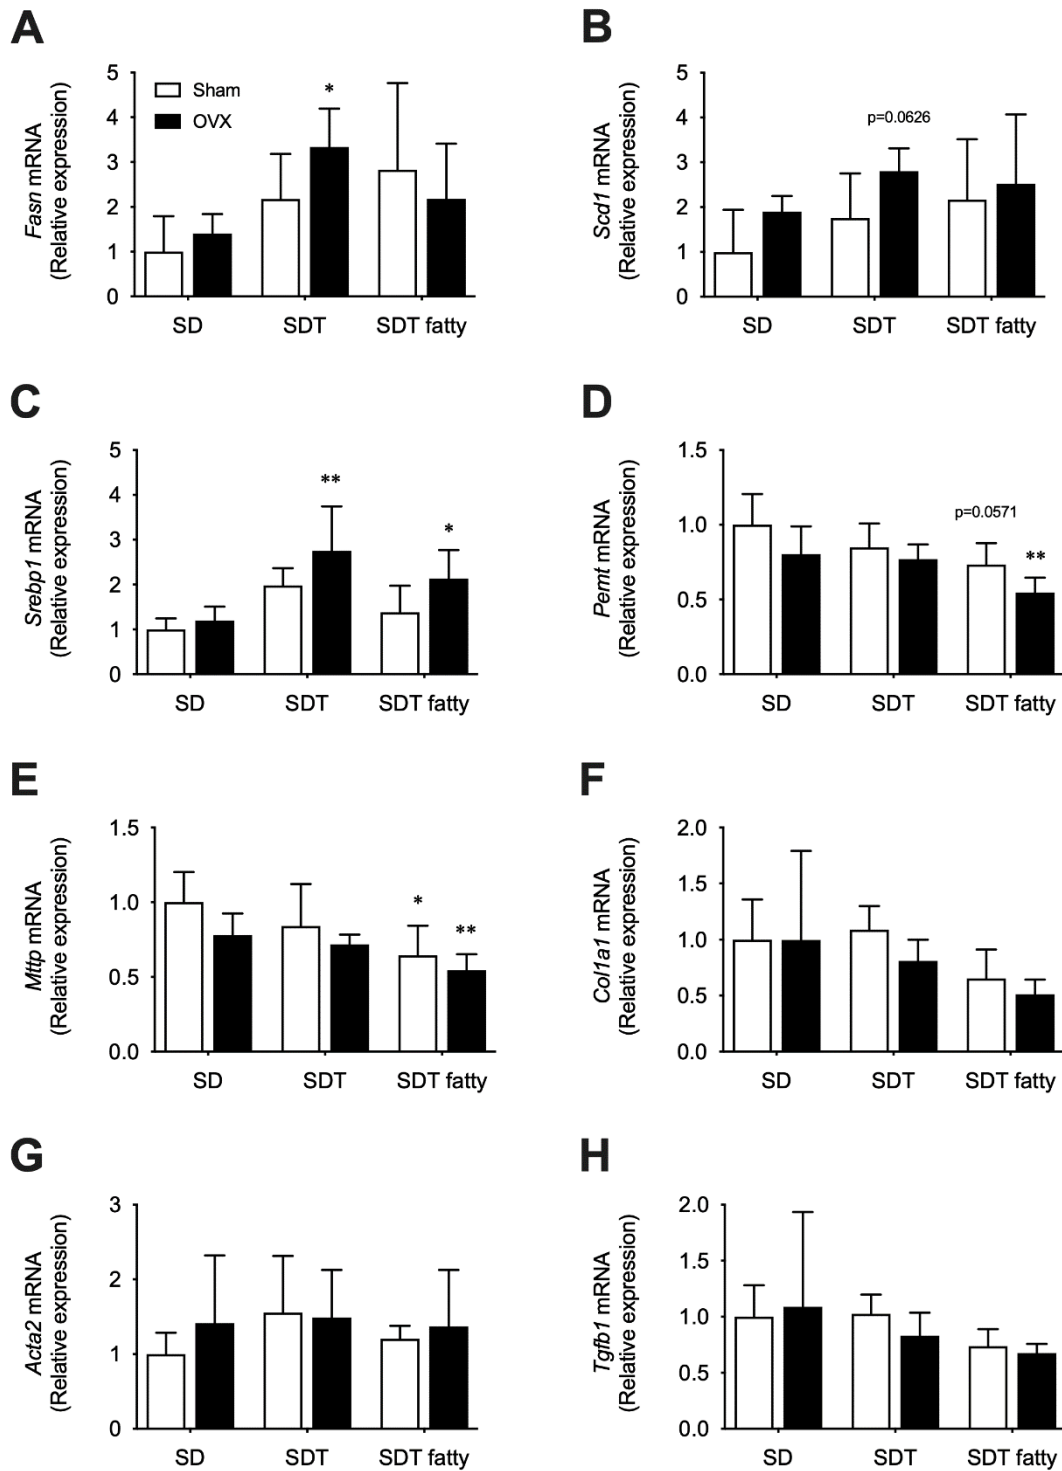 A
Fasn mRNA
(Relative expression)
5
4
3
2
1
0
Sham
OVX
*
SD
SDT
SDT fatty
B
Scd1 mRNA
(Relative expression)
5
4
3
2
1
0
p=0.0626
SD
SDT
SDT fatty
C
Srebp1 mRNA
(Relative expression)
5
4
3
2
1
0
**
*
SD
SDT
SDT fatty
D
Pemt mRNA
(Relative expression)
1.5
1.0
0.5
0.0
p=0.0571
**
SD
SDT
SDT fatty
E
Mttp mRNA
(Relative expression)
1.5
1.0
0.5
0.0
*
**
SD
SDT
SDT fatty
F
Col1a1 mRNA
(Relative expression)
2.0
1.5
1.0
0.5
0.0
SD
SDT
SDT fatty
G
Acta2 mRNA
(Relative expression)
3
2
1
0
SD
SDT
SDT fatty
H
Tgfb1 mRNA
(Relative expression)
2.0
1.5
1.0
0.5
0.0
SD
SDT
SDT fatty